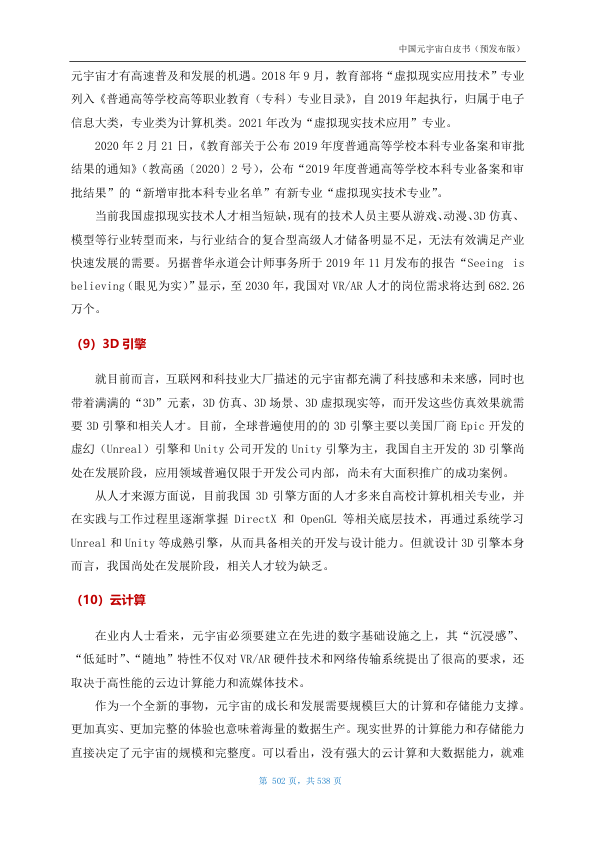 中国元宇宙白皮书（预发布版）
元宇宙才有高速普及和发展的机遇。2018 年 9 月，教育部将“虚拟现实应用技术”专业
列入《普通高等学校高等职业教育（专科）专业目录》，自 2019 年起执行，归属于电子
信息大类，专业类为计算机类。2021 年改为“虚拟现实技术应用”专业。
2020 年 2 月 21 日，《教育部关于公布 2019 年度普通高等学校本科专业备案和审批
结果的通知》（教高函〔2020〕2 号），公布“2019 年度普通高等学校本科专业备案和审
批结果”的“新增审批本科专业名单”有新专业“虚拟现实技术专业”。
当前我国虚拟现实技术人才相当短缺，现有的技术人员主要从游戏、动漫、3D 仿真、
模型等行业转型而来，与行业结合的复合型高级人才储备明显不足，无法有效满足产业
快速发展的需要。另据普华永道会计师事务所于 2019 年 11 月发布的报告“Seeing is
believing（眼见为实）”显示，至 2030 年，我国对 VR/AR 人才的岗位需求将达到 682.26
万个。
（9）3D 引擎
就目前而言，互联网和科技业大厂描述的元宇宙都充满了科技感和未来感，同时也
带着满满的“3D”元素，3D 仿真、3D 场景、3D 虚拟现实等，而开发这些仿真效果就需
要 3D 引擎和相关人才。目前，全球普遍使用的的 3D 引擎主要以美国厂商 Epic 开发的
虚幻（Unreal）引擎和 Unity 公司开发的 Unity 引擎为主，我国自主开发的 3D 引擎尚
处在发展阶段，应用领域普遍仅限于开发公司内部，尚未有大面积推广的成功案例。
从人才来源方面说，目前我国 3D 引擎方面的人才多来自高校计算机相关专业，并
在实践与工作过程里逐渐掌握 DirectX 和 OpenGL 等相关底层技术，再通过系统学习
Unreal 和 Unity 等成熟引擎，从而具备相关的开发与设计能力。但就设计 3D 引擎本身
而言，我国尚处在发展阶段，相关人才较为缺乏。
（10）云计算
在业内人士看来，元宇宙必须要建立在先进的数字基础设施之上，其“沉浸感”、
“低延时”、“随地”特性不仅对 VR/AR 硬件技术和网络传输系统提出了很高的要求，还
取决于高性能的云边计算能力和流媒体技术。
作为一个全新的事物，元宇宙的成长和发展需要规模巨大的计算和存储能力支撑。
更加真实、更加完整的体验也意味着海量的数据生产。现实世界的计算能力和存储能力
直接决定了元宇宙的规模和完整度。可以看出，没有强大的云计算和大数据能力，就难
第 502 页，共 538 页